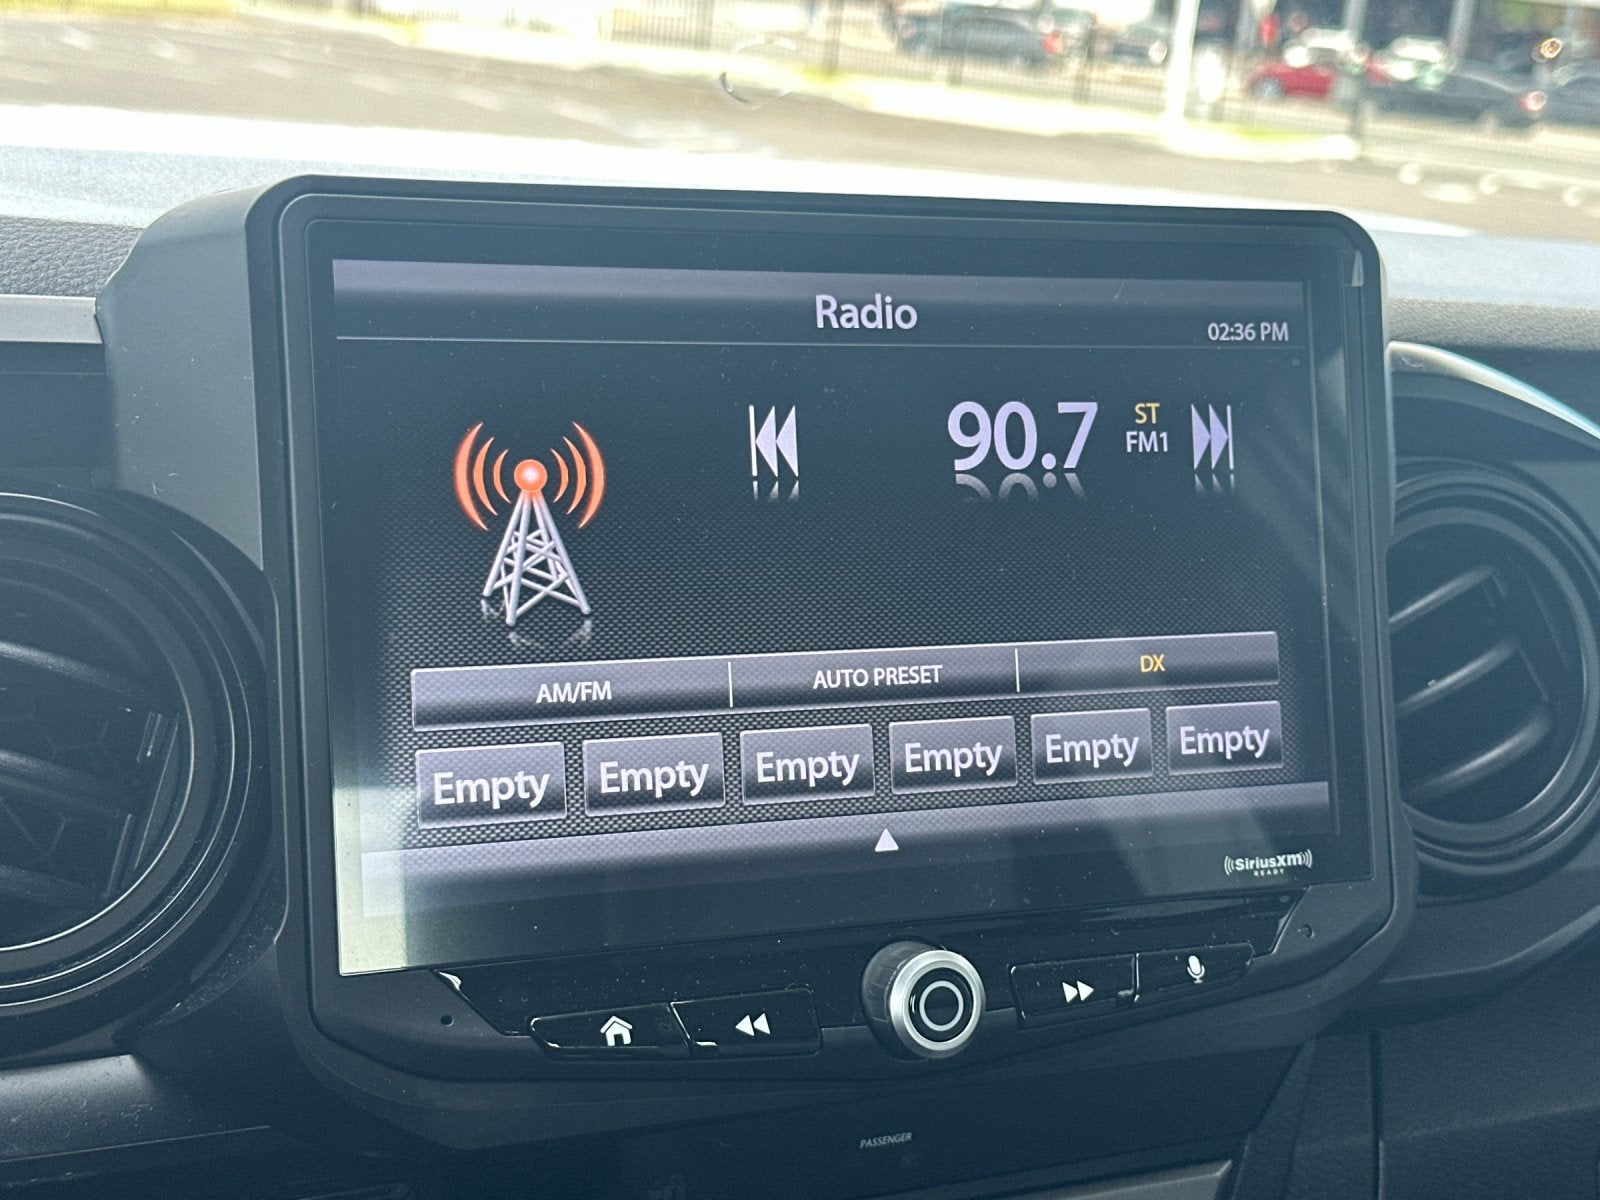 Radio
02:36 PM
90.7
ST
FM1
AM/FM
AUTO PRESET
DX
Empty
Empty
Empty
Empty
Empty
Empty
SiriusXM
READY
PASSENGER